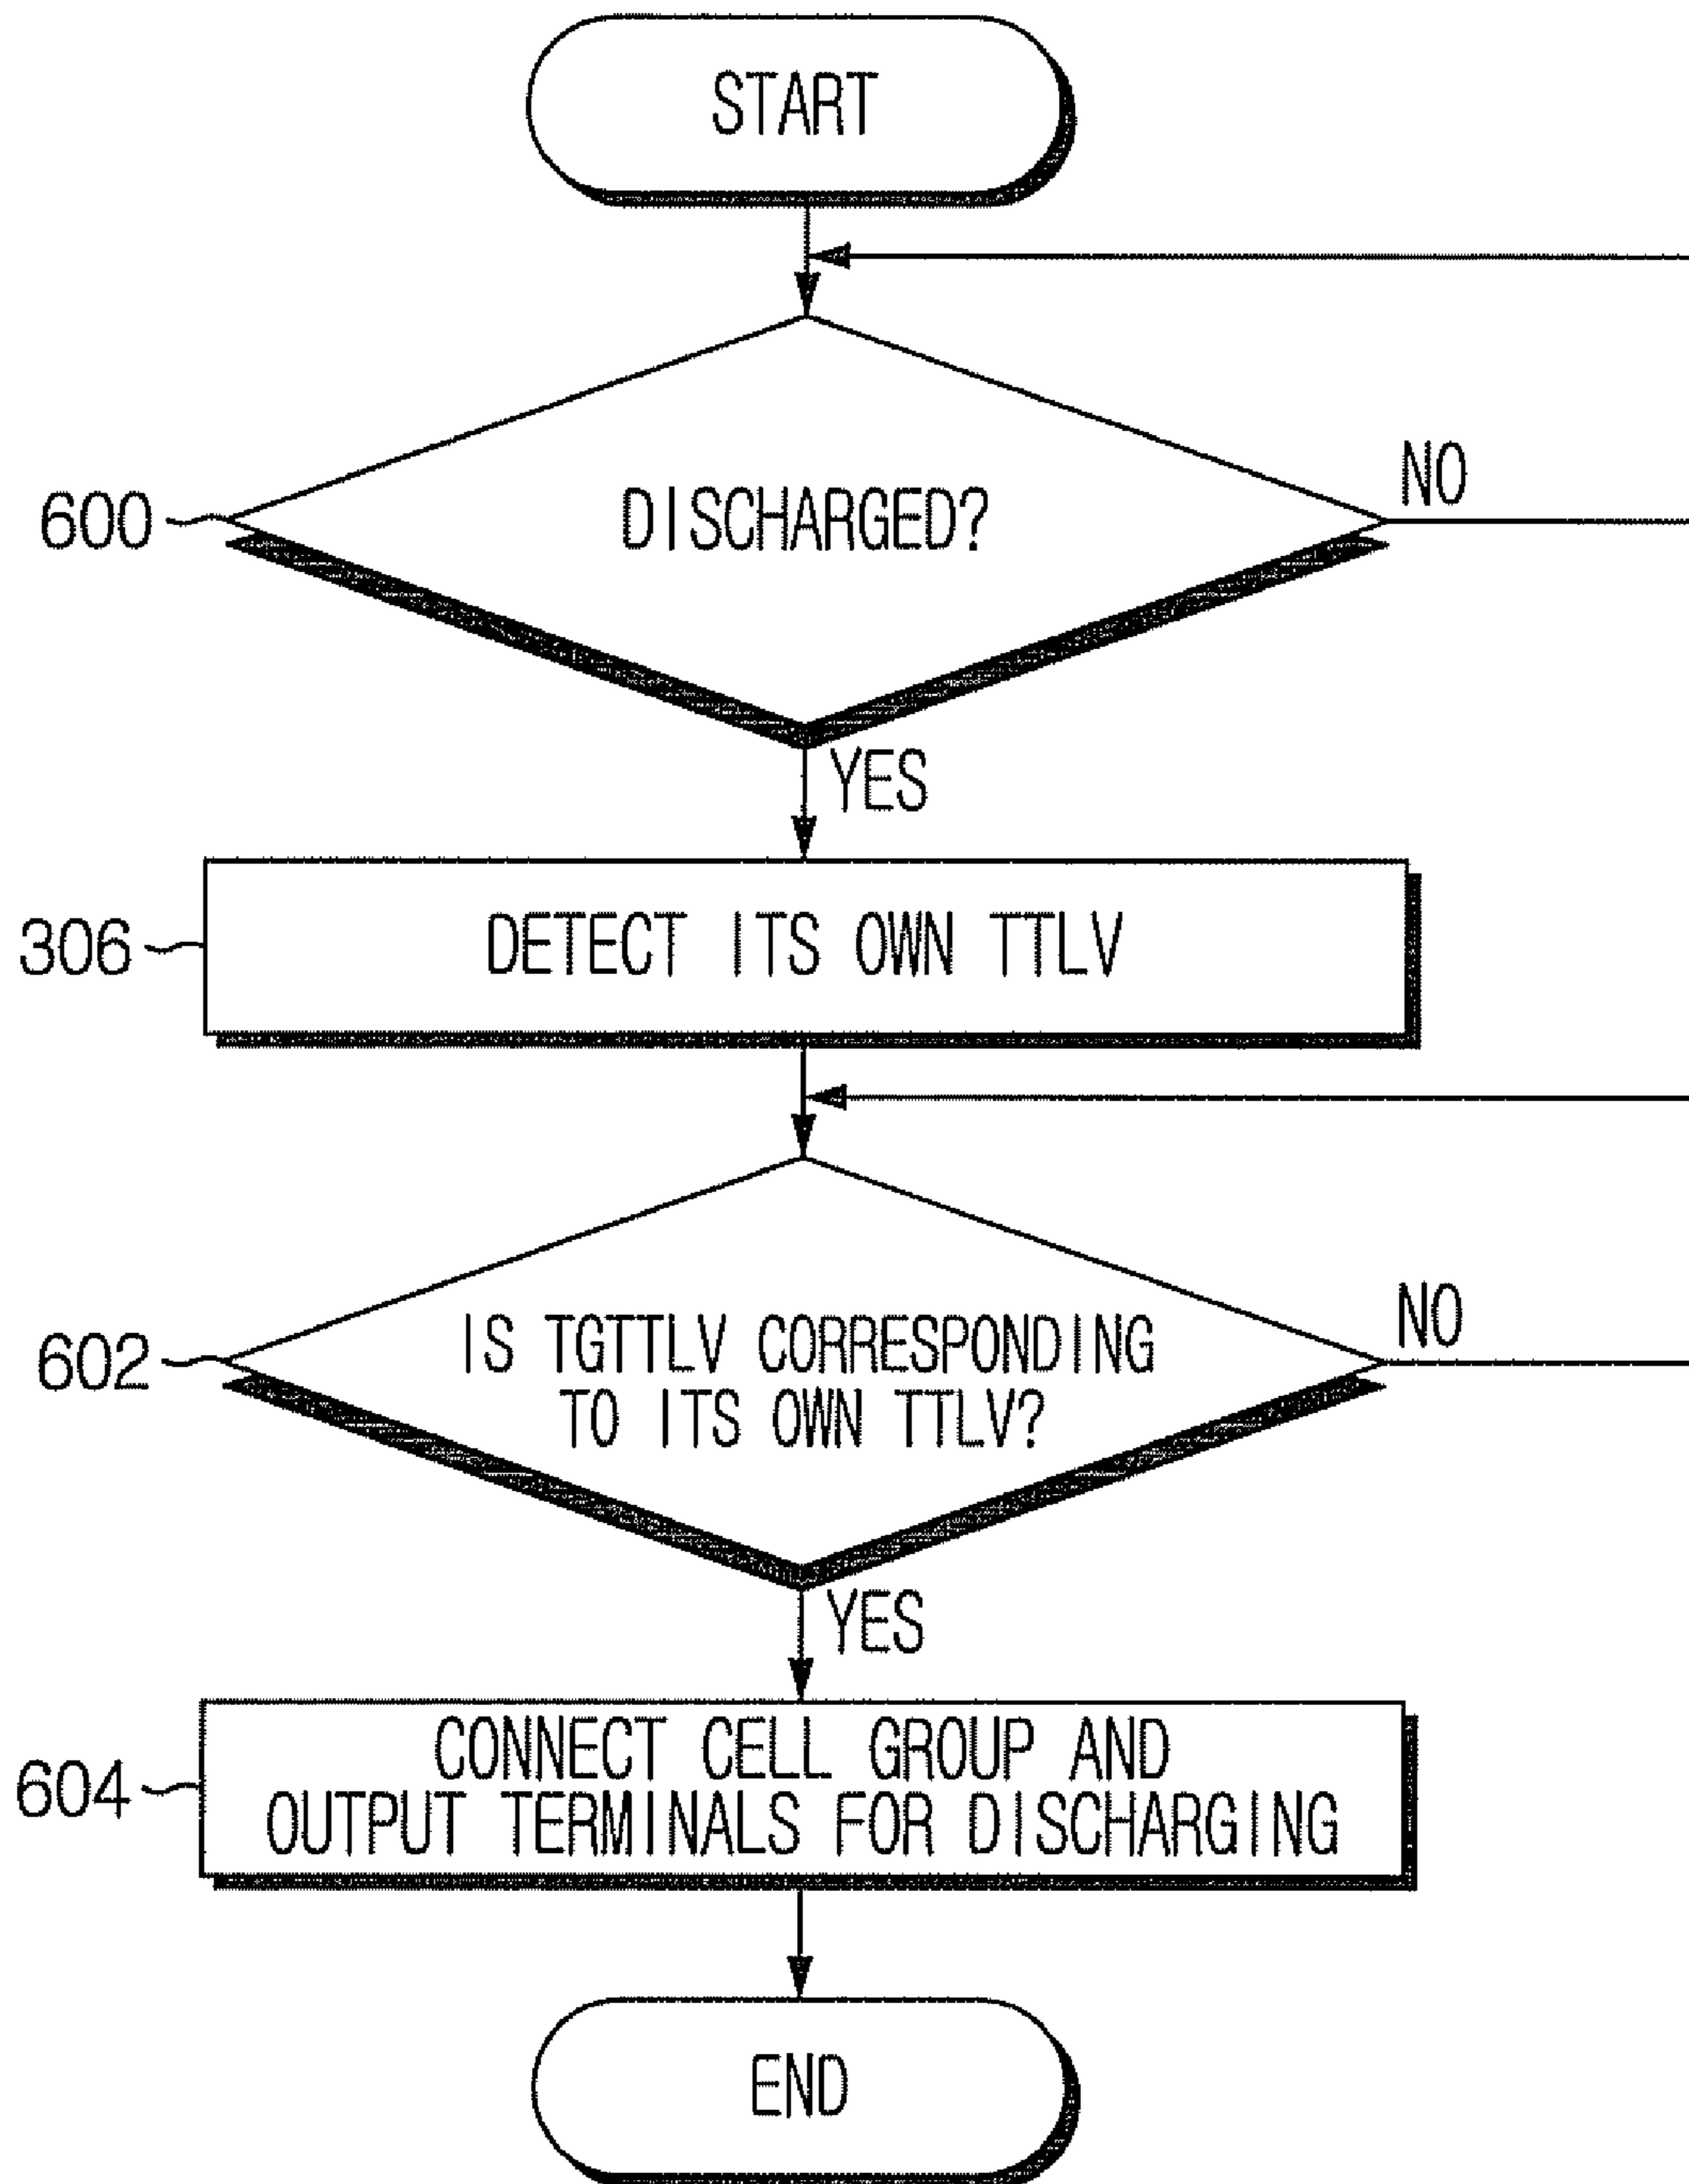 START
600
DISCHARGED?
NO
YES
306
DETECT ITS OWN TTLV
602
IS TGTTLV CORRESPONDING
TO ITS OWN TTLV?
NO
YES
604
CONNECT CELL GROUP AND
OUTPUT TERMINALS FOR DISCHARGING
END